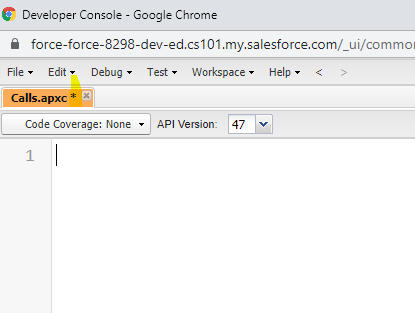 Developer Console - Google Chrome
force-force-8298-dev-ed.cs101.my.salesforce.com/_ui/commo
File Edit Debug Test Workspace Help < >
Calls.apxc *
Code Coverage: None API Version: 47
1